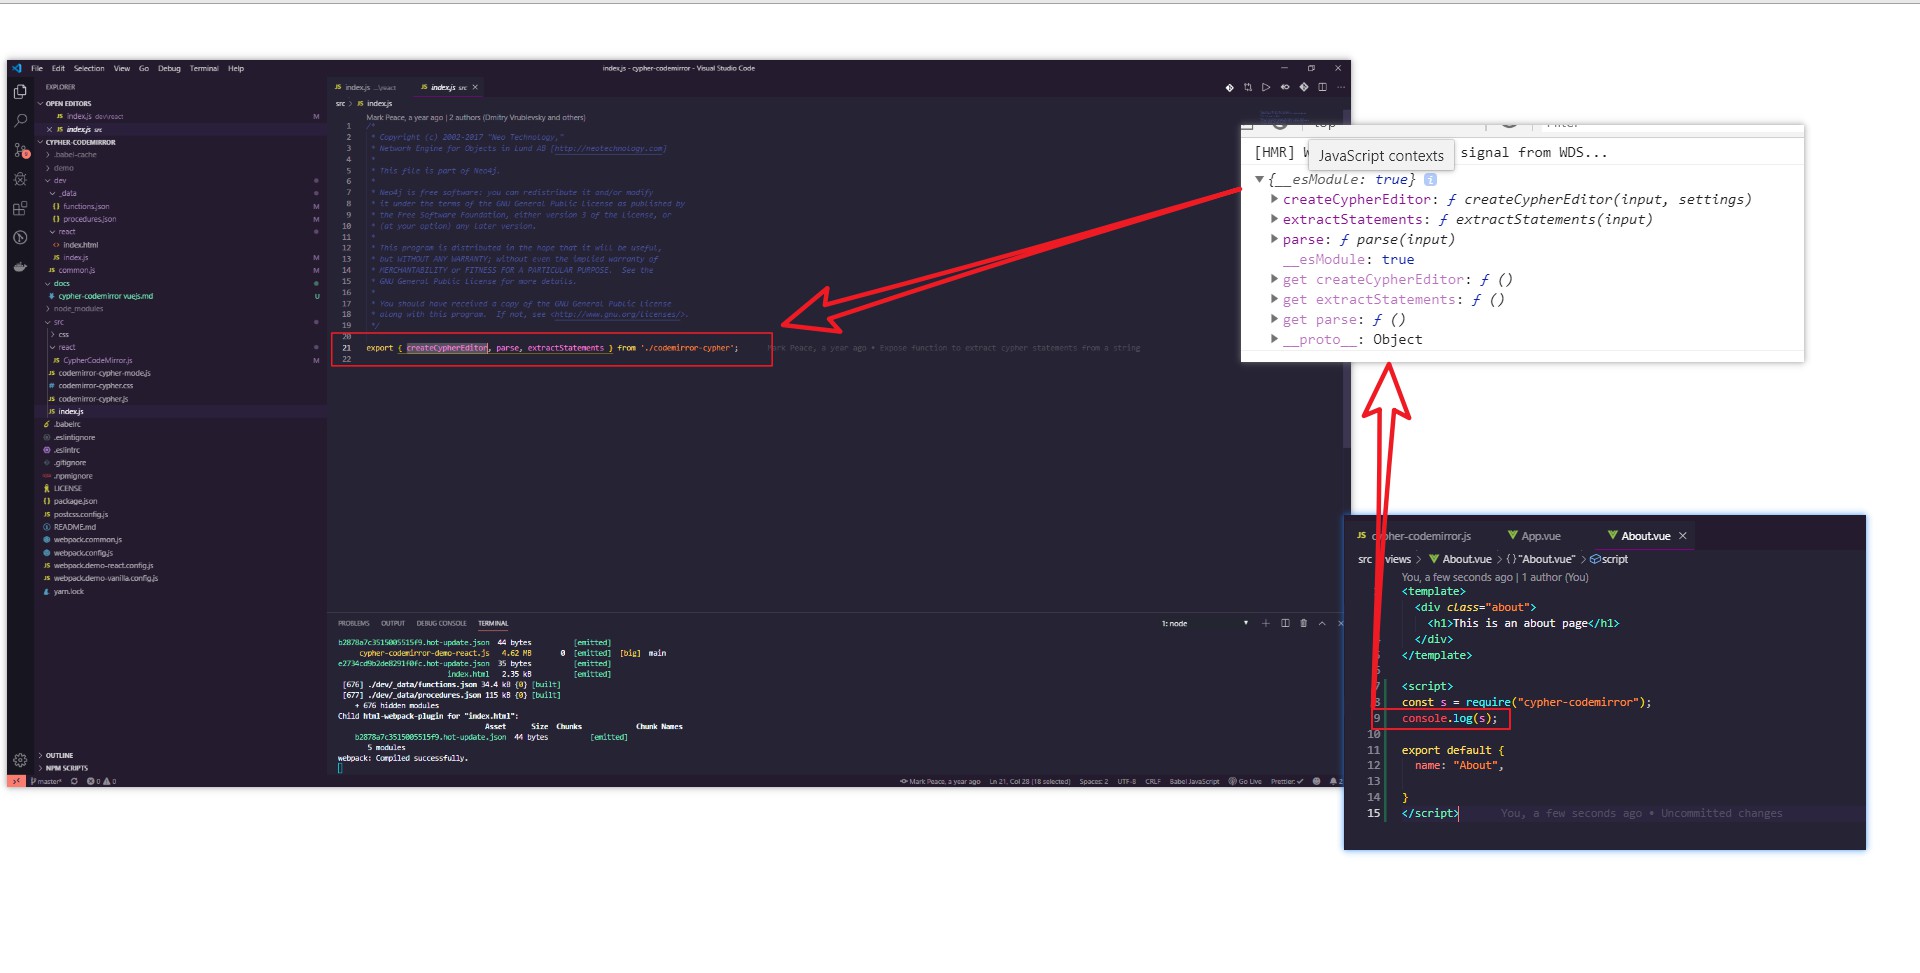 File Edit Selection View Go Debug Terminal Help
index.js - cypher-codemirror - Visual Studio Code
EXPLORER
OPEN EDITORS
JS index.js dev\react M
JS index.js src
CYPHER-CODEMIRROR
.babel-cache
demo
dev
_data
{} functions.json M
{} procedures.json M
react
<> index.html
JS index.js M
JS common.js M
docs
cypher-codemirror vuejs.md U
node_modules
src
css
react
JS CypherCodeMirror.js M
JS codemirror-cypher-mode.js
# codemirror-cypher.css
JS codemirror-cypher.js
JS index.js
.babelrc
.eslintignore
.eslintrc
.gitignore
.npmignore
LICENSE
{} package.json
JS postcss.config.js
README.md
webpack.common.js
webpack.config.js
JS webpack.demo-react.config.js
JS webpack.demo-vanilla.config.js
yarn.lock
OUTLINE
NPM SCRIPTS
JS index.js ...\react
JS index.js src
src > JS index.js
Mark Peace, a year ago | 2 authors (Dmitry Vrublevsky and others)
1 /*
2 * Copyright (c) 2002-2017 "Neo Technology,"
3 * Network Engine for Objects in Lund AB [http://neotechnology.com]
4 *
5 * This file is part of Neo4j.
6 *
7 * Neo4j is free software: you can redistribute it and/or modify
8 * it under the terms of the GNU General Public License as published by
9 * the Free Software Foundation, either version 3 of the License, or
10 * (at your option) any later version.
11 *
12 * This program is distributed in the hope that it will be useful,
13 * but WITHOUT ANY WARRANTY; without even the implied warranty of
14 * MERCHANTABILITY or FITNESS FOR A PARTICULAR PURPOSE. See the
15 * GNU General Public License for more details.
16 *
17 * You should have received a copy of the GNU General Public License
18 * along with this program. If not, see <http://www.gnu.org/licenses/>.
19 */
20
21 export { createCypherEditor, parse, extractStatements } from './codemirror-cypher'; Mark Peace, a year ago • Expose function to extract cypher statements from a string
22
PROBLEMS OUTPUT DEBUG CONSOLE TERMINAL
1: node
b2878a7c3515005515f9.hot-update.json 44 bytes [emitted]
cypher-codemirror-demo-react.js 4.62 MB 0 [emitted] [big] main
e2734cd9b2de8291f0fc.hot-update.json 35 bytes [emitted]
index.html 2.35 kB [emitted]
[676] ./dev/_data/functions.json 34.4 kB {0} [built]
[677] ./dev/_data/procedures.json 115 kB {0} [built]
+ 676 hidden modules
Child html-webpack-plugin for "index.html":
Asset Size Chunks Chunk Names
b2878a7c3515005515f9.hot-update.json 44 bytes [emitted]
5 modules
webpack: Compiled successfully.
master* 0 0
Mark Peace, a year ago Ln 21, Col 28 (18 selected) Spaces: 2 UTF-8 CRLF Babel JavaScript Go Live Prettier: ✓ 2
top
Filter
[HMR] W
JavaScript contexts
signal from WDS...
{__esModule: true} i
createCypherEditor: ƒ createCypherEditor(input, settings)
extractStatements: ƒ extractStatements(input)
parse: ƒ parse(input)
__esModule: true
get createCypherEditor: ƒ ()
get extractStatements: ƒ ()
get parse: ƒ ()
__proto__: Object
JS cypher-codemirror.js App.vue About.vue
src views > About.vue > {} "About.vue" > script
You, a few seconds ago | 1 author (You)
<template>
<div class="about">
<h1>This is an about page</h1>
</div>
</template>
7 <script>
8 const s = require("cypher-codemirror");
9 console.log(s);
10
11 export default {
12 name: "About",
13
14 }
15 </script> You, a few seconds ago • Uncommitted changes